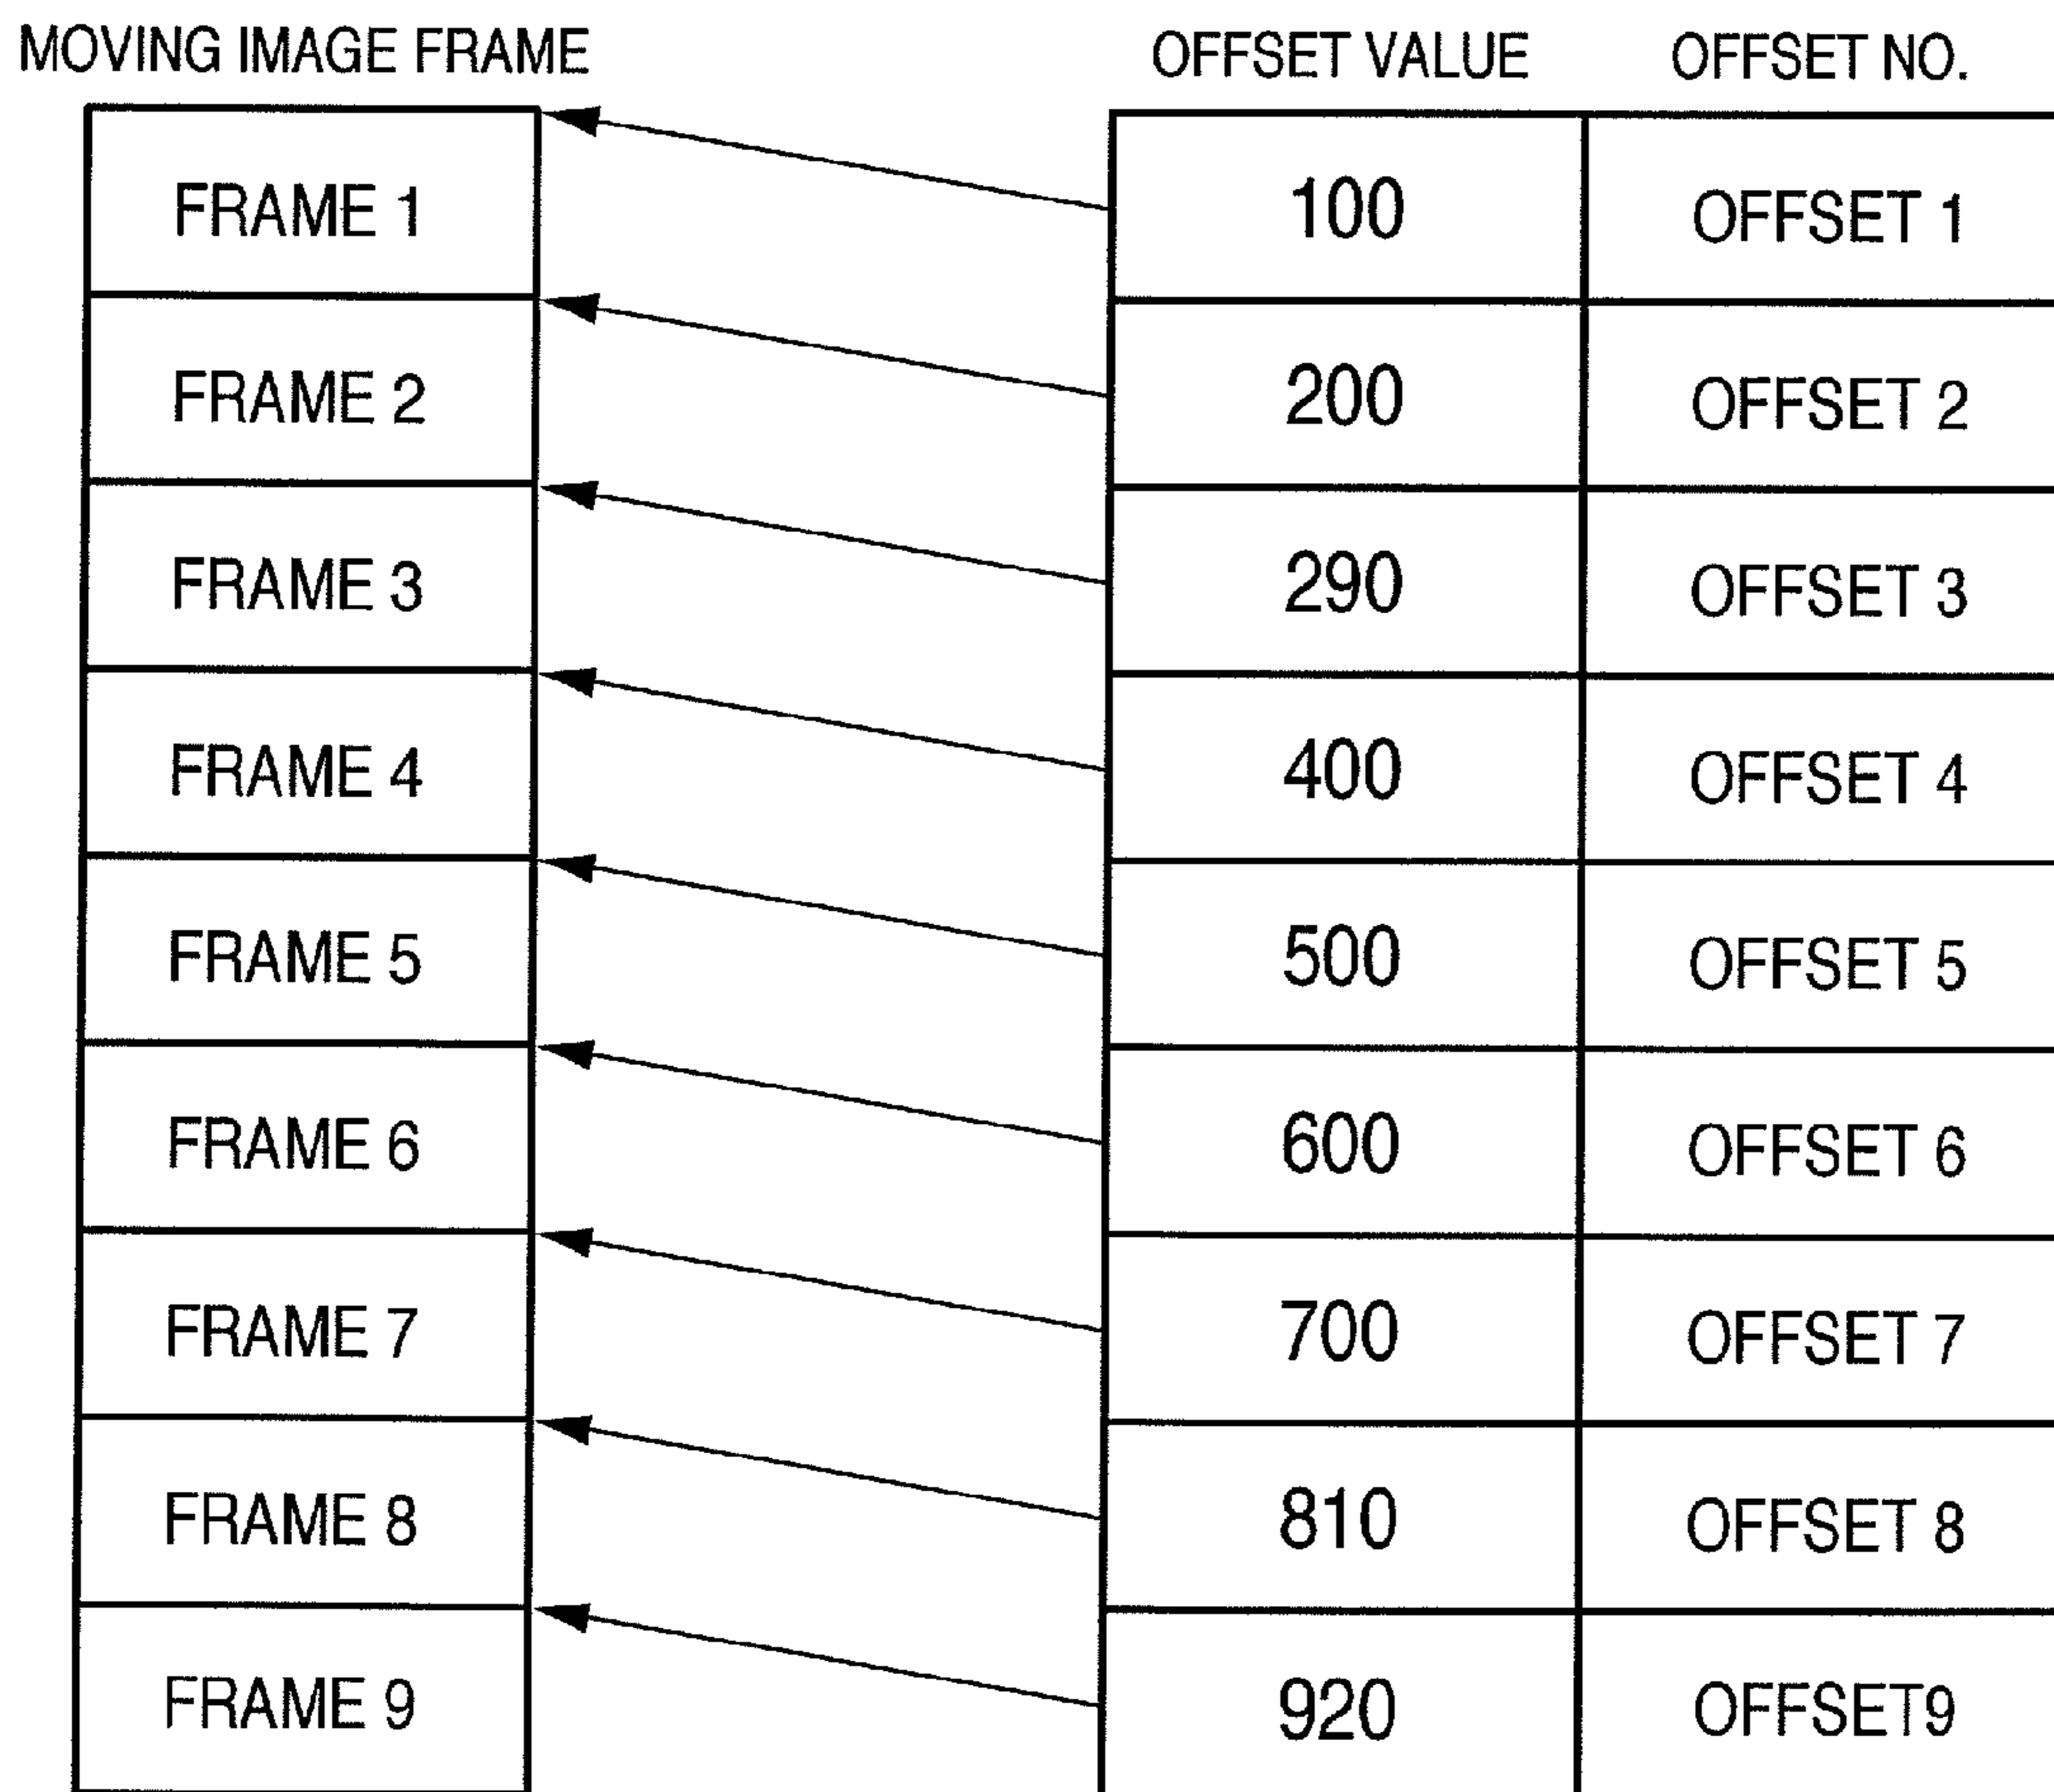 MOVING IMAGE FRAME OFFSET VALUE OFFSET NO.
FRAME 1 100 OFFSET 1
FRAME 2 200 OFFSET 2
FRAME 3 290 OFFSET 3
FRAME 4 400 OFFSET 4
FRAME 5 500 OFFSET 5
FRAME 6 600 OFFSET 6
FRAME 7 700 OFFSET 7
FRAME 8 810 OFFSET 8
FRAME 9 920 OFFSET9